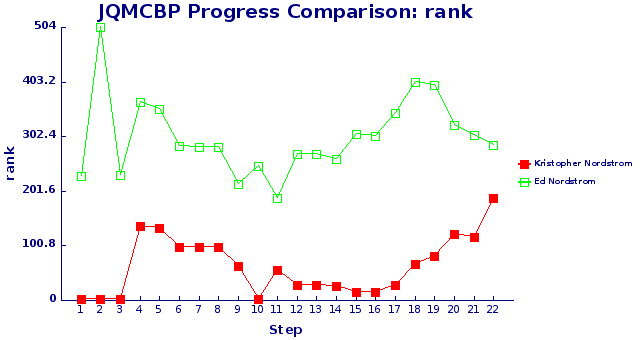 JQMCBP Progress Comparison: rank
504
403.2
302.4
201.6
100.8
0
rank
1 2 3 4 5 6 7 8 9 10 11 12 13 14 15 16 17 18 19 20 21 22
Step
Kristopher Nordstrom
Ed Nordstrom